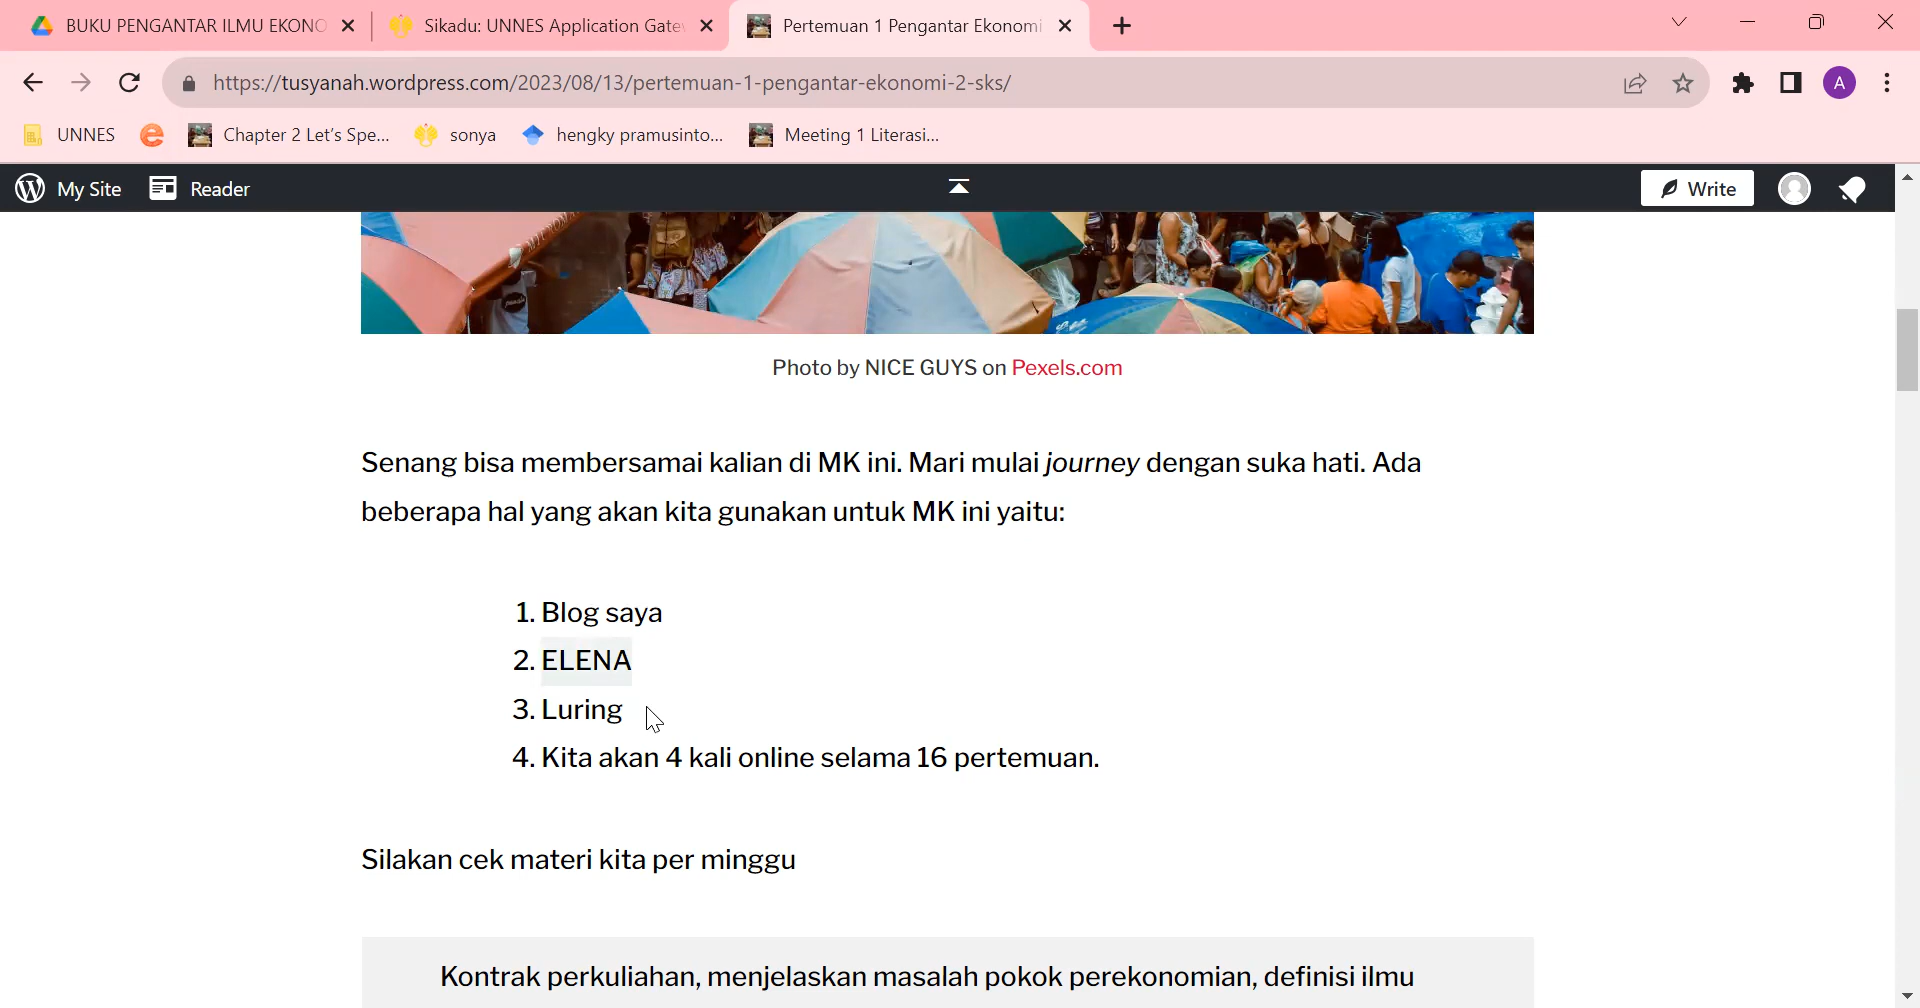 BUKU PENGANTAR ILMU EKONO
Sikadu: UNNES Application Gate
Pertemuan 1 Pengantar Ekonomi
https://tusyanah.wordpress.com/2023/08/13/pertemuan-1-pengantar-ekonomi-2-sks/
A
UNNES
Chapter 2 Let's Spe...
sonya
hengky pramusinto...
Meeting 1 Literasi...
My Site
Reader
Write
Photo by NICE GUYS on Pexels.com
Senang bisa membersamai kalian di MK ini. Mari mulai journey dengan suka hati. Ada
beberapa hal yang akan kita gunakan untuk MK ini yaitu:
1. Blog saya
2. ELENA
3. Luring
4. Kita akan 4 kali online selama 16 pertemuan.
Silakan cek materi kita per minggu
Kontrak perkuliahan, menjelaskan masalah pokok perekonomian, definisi ilmu